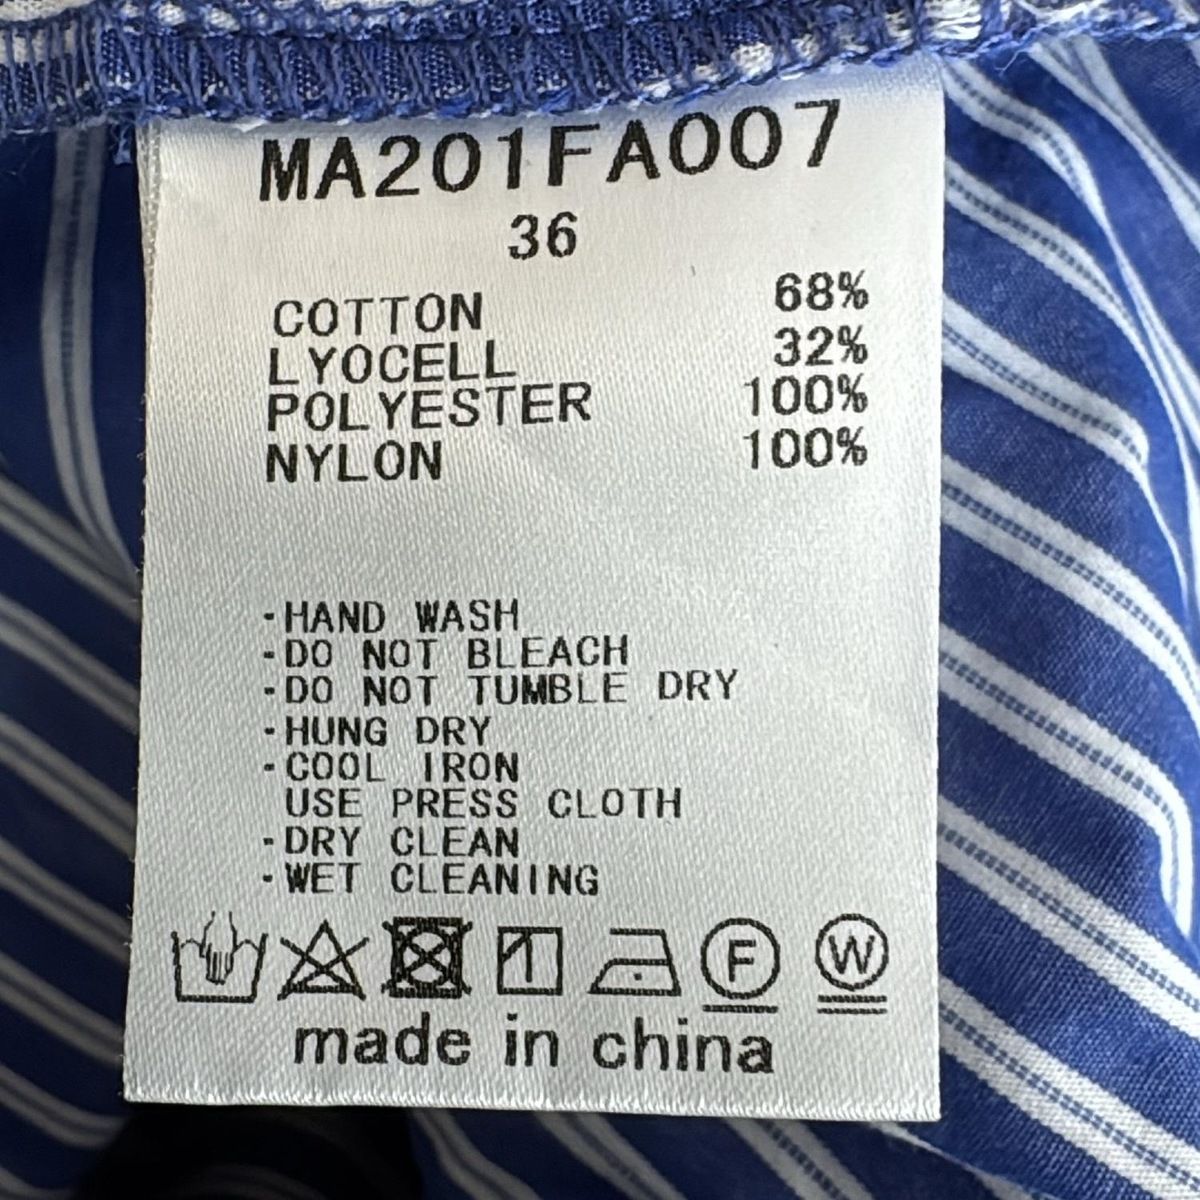 MA201FA007
36
COTTON 68%
LYOCELL 32%
POLYESTER 100%
NYLON 100%
・HAND WASH
・DO NOT BLEACH
・DO NOT TUMBLE DRY
・HUNG DRY
・COOL IRON
USE PRESS CLOTH
・DRY CLEAN
・WET CLEANING
F W
made in china